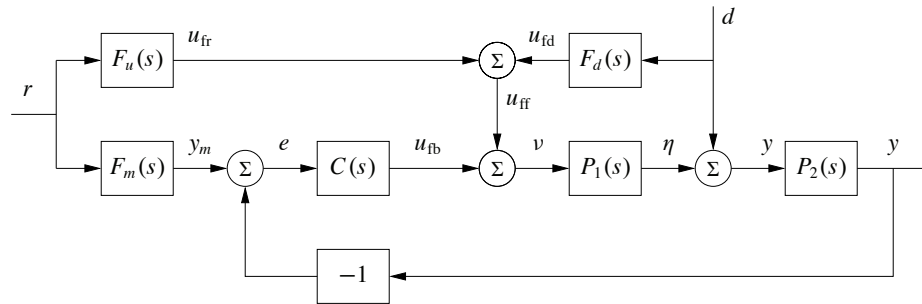 d
u_fr
u_fd
F_u(s)
Σ
F_d(s)
r
u_ff
y_m
e
u_fb
ν
η
y
y
F_m(s)
Σ
C(s)
Σ
P_1(s)
Σ
P_2(s)
−1